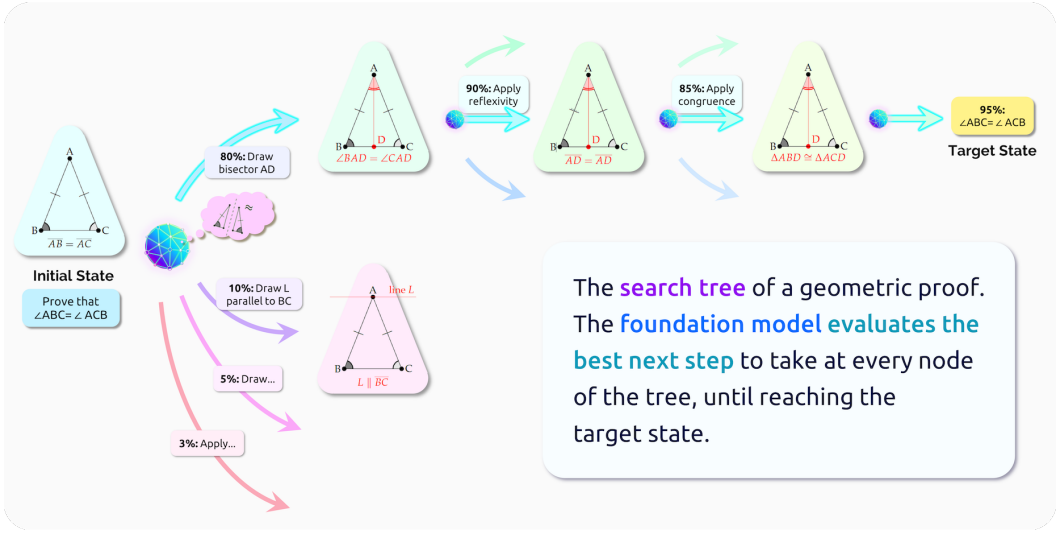 A
B
C
AB = AC
Initial State
Prove that
∠ABC=∠ ACB
80%: Draw
bisector AD
≈
10%: Draw L
parallel to BC
5%: Draw...
3%: Apply...
A
D
B
C
∠BAD = ∠CAD
90%: Apply
reflexivity
A
D
B
C
AD = AD
85%: Apply
congruence
A
D
B
C
ΔABD ≅ ΔACD
95%:
∠ABC=∠ ACB
Target State
A
line L
B
C
L ∥ BC
The search tree of a geometric proof.
The foundation model evaluates the
best next step to take at every node
of the tree, until reaching the
target state.